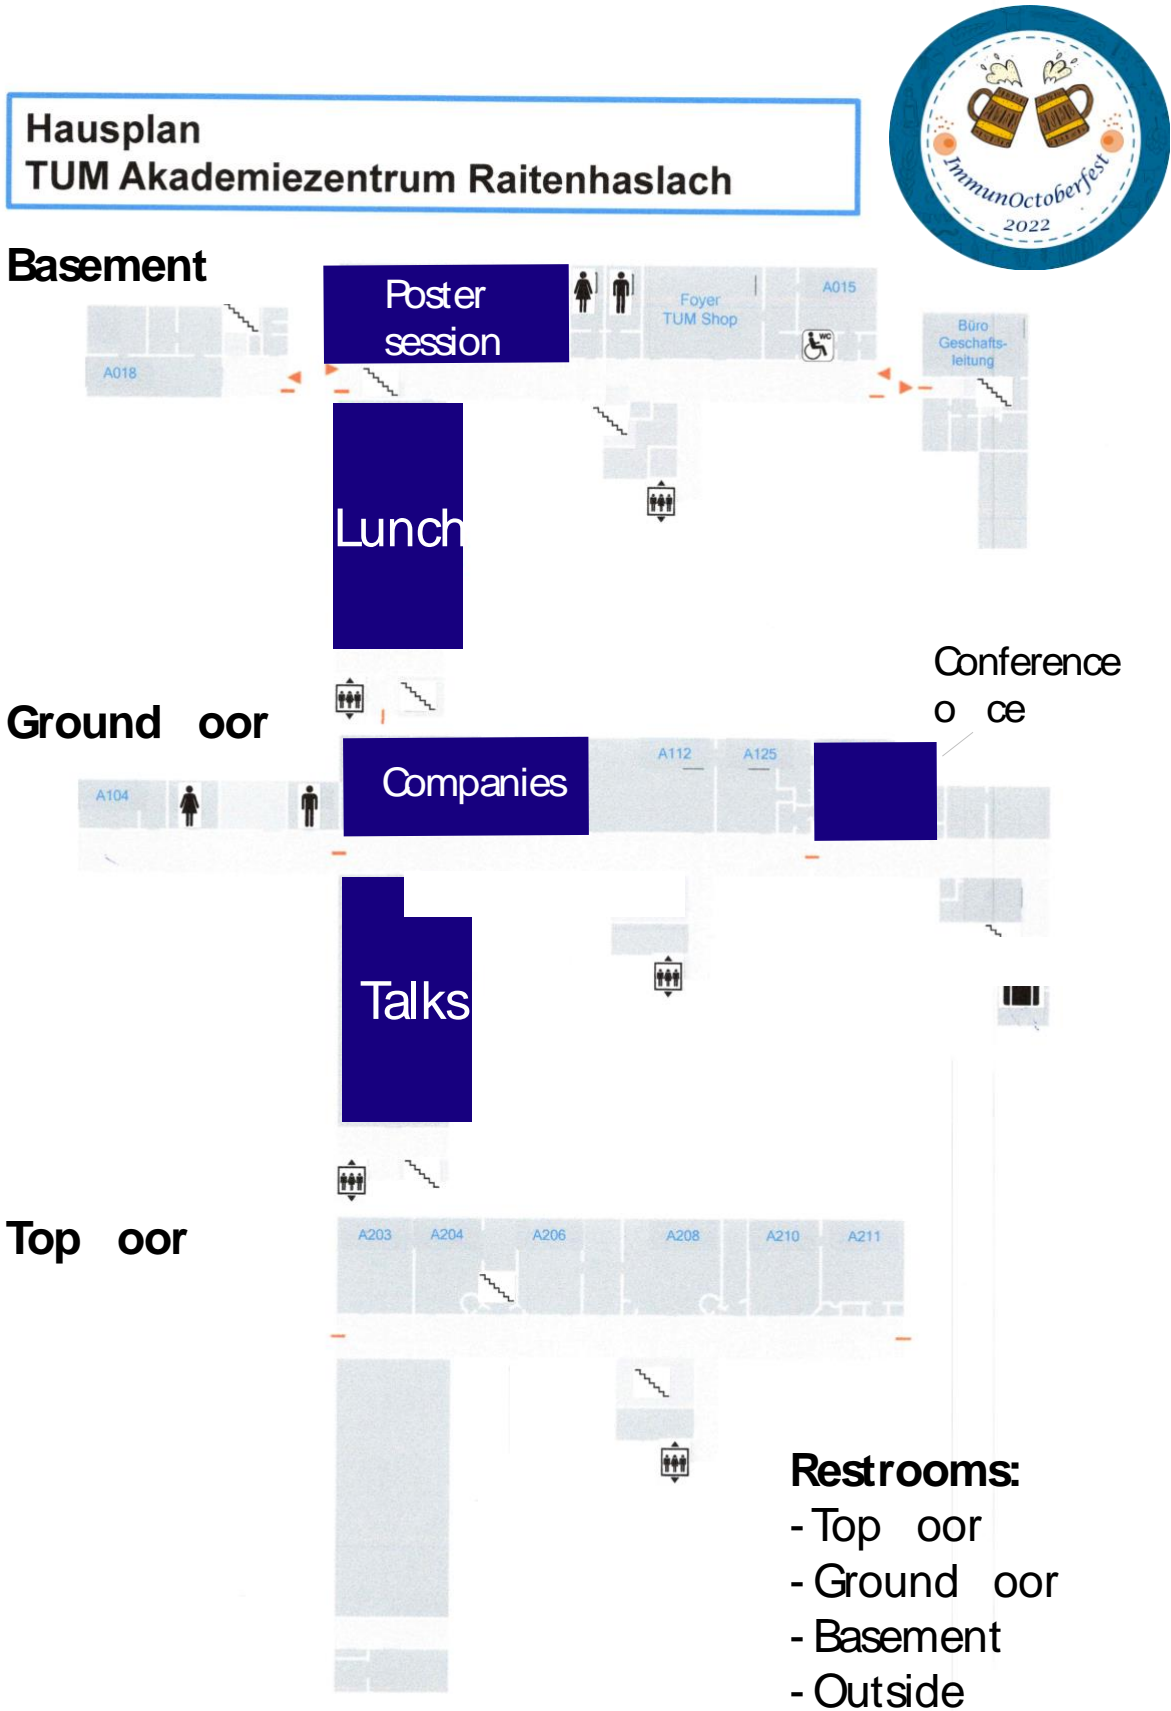 Hausplan
TUM Akademiezentrum Raitenhaslach
ImmunOctoberfest
2022
Basement
Poster
session
Foyer
TUM Shop
A015
WC
Büro
Geschäfts-
leitung
A018
Lunch
Conference
o ce
Ground oor
Companies
A112
A125
A104
Talks
Top oor
A203
A204
A206
A208
A210
A211
Restrooms:
- Top oor
- Ground oor
- Basement
- Outside